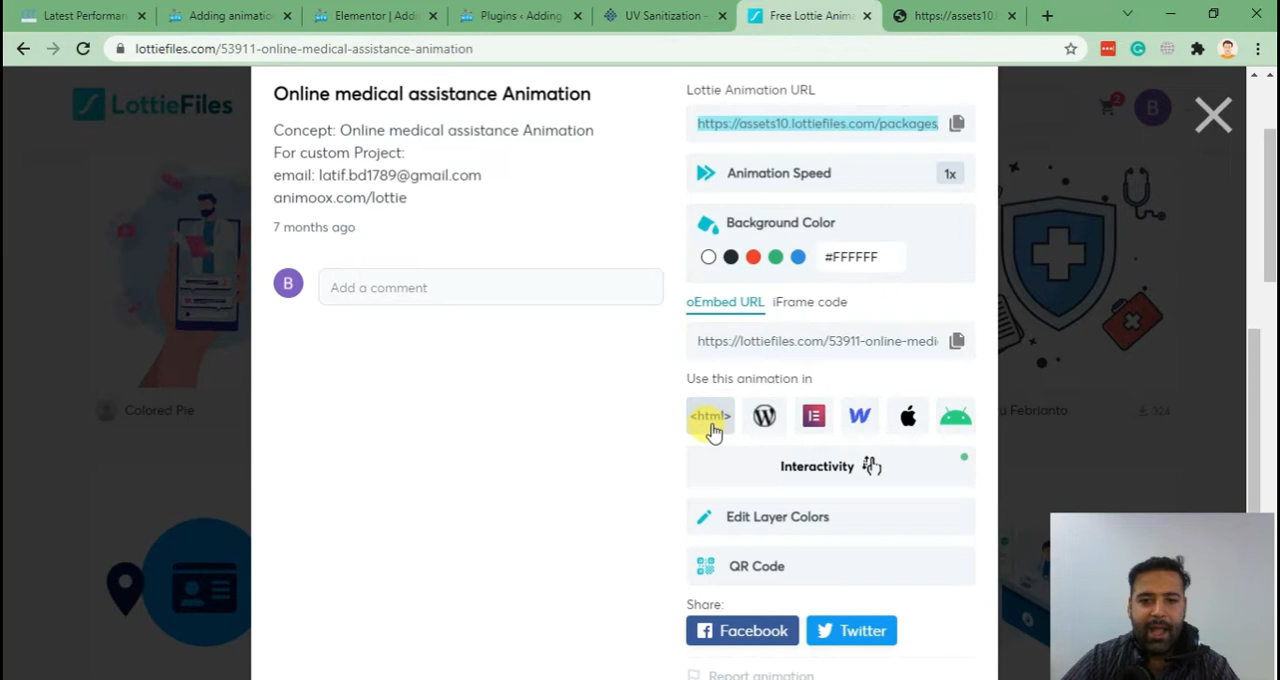 Latest Performan
Adding animatio
Elementor | Add
Plugins ‹ Adding
UV Sanitization –
Free Lottie Anima
https://assets10.
lottiefiles.com/53911-online-medical-assistance-animation
LottieFiles
2
B
Online medical assistance Animation
Concept: Online medical assistance Animation
For custom Project:
email: latif.bd1789@gmail.com
animoox.com/lottie
7 months ago
B
Add a comment
Lottie Animation URL
https://assets10.lottiefiles.com/packages,
Animation Speed
1x
Background Color
#FFFFFF
oEmbed URL
iFrame code
https://lottiefiles.com/53911-online-medi
Use this animation in
<html>
Interactivity
Edit Layer Colors
QR Code
Share:
Facebook
Twitter
Report animation
Colored Pie
u Febrianto
324